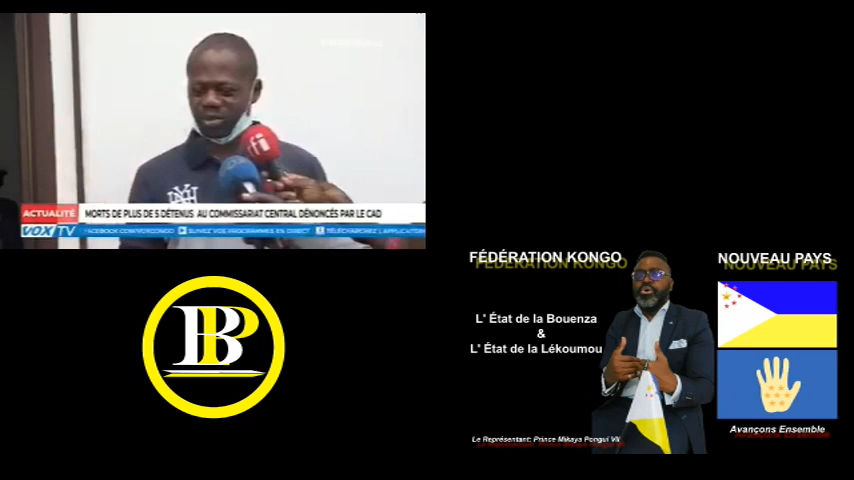 rfi
NY
ACTUALITÉ
MORTS DE PLUS DE 5 DÉTENUS AU COMMISSARIAT CENTRAL DÉNONCÉS PAR LE CAD
VOX TV
FACEBOOK.COM/VOXCONGO
SUIVEZ VOS PROGRAMMES EN DIRECT
TÉLÉCHARGEZ L'APPLICATION
BP
FÉDÉRATION KONGO
NOUVEAU PAYS
L' État de la Bouenza
&
L' État de la Lékoumou
Le Représentant: Prince Mikaya Pongui VII
Avançons Ensemble